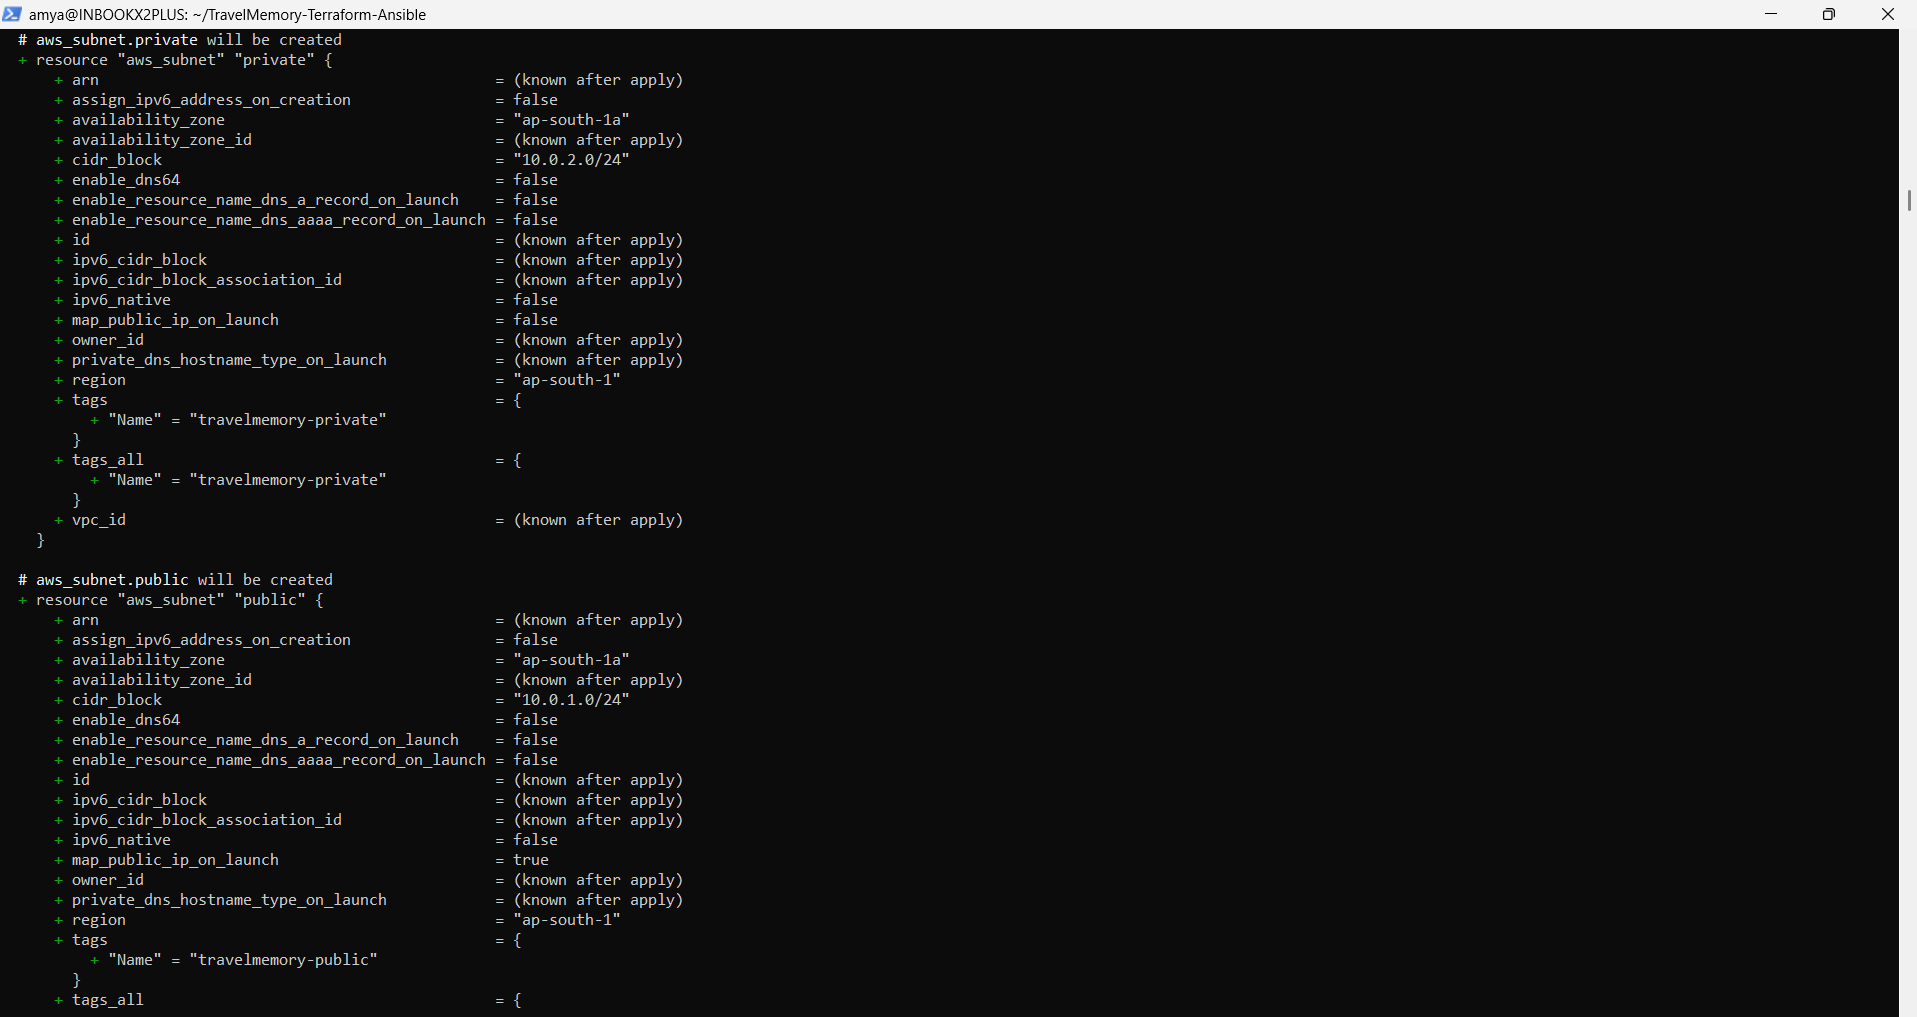 amya@INBOOKX2PLUS: ~/TravelMemory-Terraform-Ansible
# aws_subnet.private will be created
+ resource "aws_subnet" "private" {
+ arn = (known after apply)
+ assign_ipv6_address_on_creation = false
+ availability_zone = "ap-south-1a"
+ availability_zone_id = (known after apply)
+ cidr_block = "10.0.2.0/24"
+ enable_dns64 = false
+ enable_resource_name_dns_a_record_on_launch = false
+ enable_resource_name_dns_aaaa_record_on_launch = false
+ id = (known after apply)
+ ipv6_cidr_block = (known after apply)
+ ipv6_cidr_block_association_id = (known after apply)
+ ipv6_native = false
+ map_public_ip_on_launch = false
+ owner_id = (known after apply)
+ private_dns_hostname_type_on_launch = (known after apply)
+ region = "ap-south-1"
+ tags = {
+ "Name" = "travelmemory-private"
}
+ tags_all = {
+ "Name" = "travelmemory-private"
}
+ vpc_id = (known after apply)
}
# aws_subnet.public will be created
+ resource "aws_subnet" "public" {
+ arn = (known after apply)
+ assign_ipv6_address_on_creation = false
+ availability_zone = "ap-south-1a"
+ availability_zone_id = (known after apply)
+ cidr_block = "10.0.1.0/24"
+ enable_dns64 = false
+ enable_resource_name_dns_a_record_on_launch = false
+ enable_resource_name_dns_aaaa_record_on_launch = false
+ id = (known after apply)
+ ipv6_cidr_block = (known after apply)
+ ipv6_cidr_block_association_id = (known after apply)
+ ipv6_native = false
+ map_public_ip_on_launch = true
+ owner_id = (known after apply)
+ private_dns_hostname_type_on_launch = (known after apply)
+ region = "ap-south-1"
+ tags = {
+ "Name" = "travelmemory-public"
}
+ tags_all = {